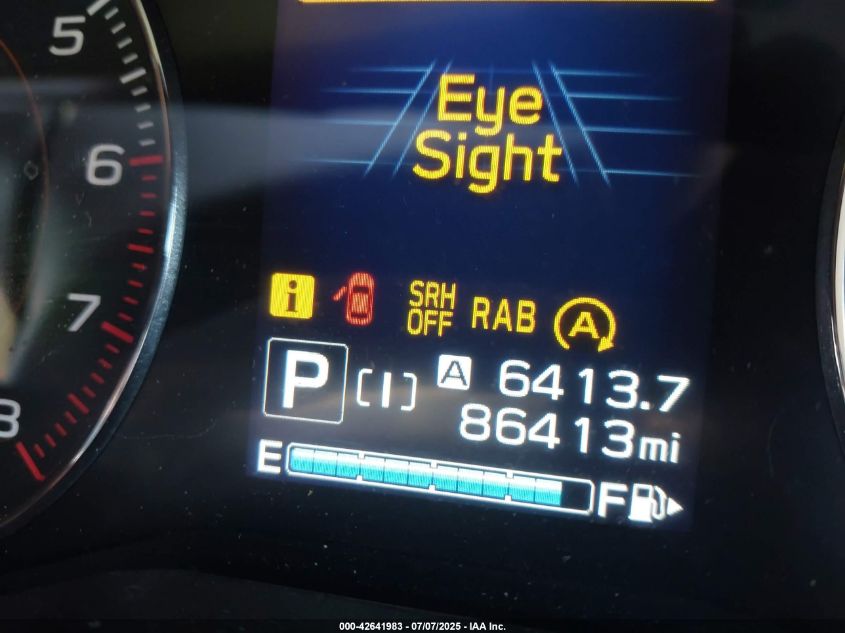 5
6
7
8
Eye
Sight
i
SRH
OFF
RAB
A
P
[I]
A 6413.7
86413mi
E
F
000-42641983 / 07/07/2025 - IAA Inc.